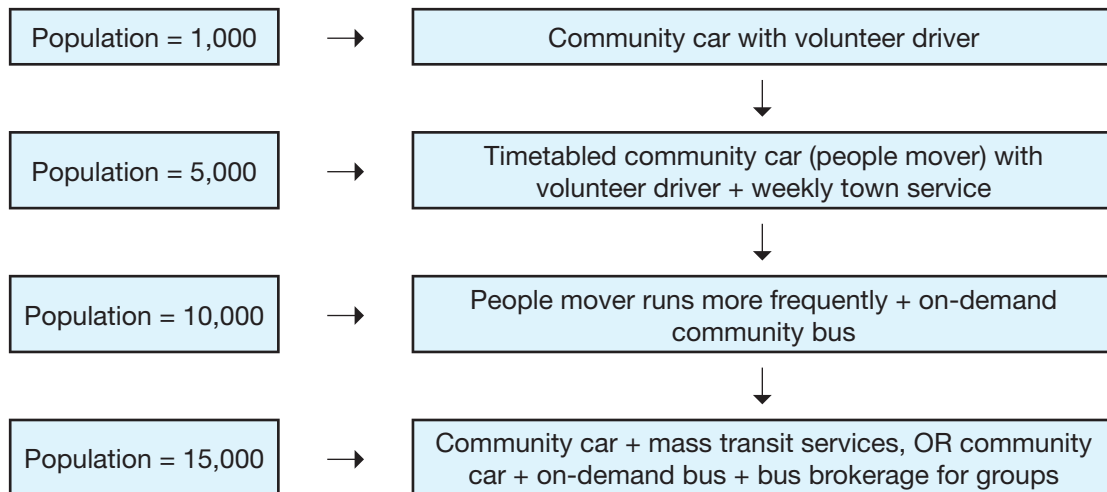 Population = 1,000
Community car with volunteer driver
Population = 5,000
Timetabled community car (people mover) with
volunteer driver + weekly town service
Population = 10,000
People mover runs more frequently + on-demand
community bus
Population = 15,000
Community car + mass transit services, OR community
car + on-demand bus + bus brokerage for groups